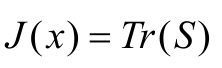 J(x) = Tr(S)